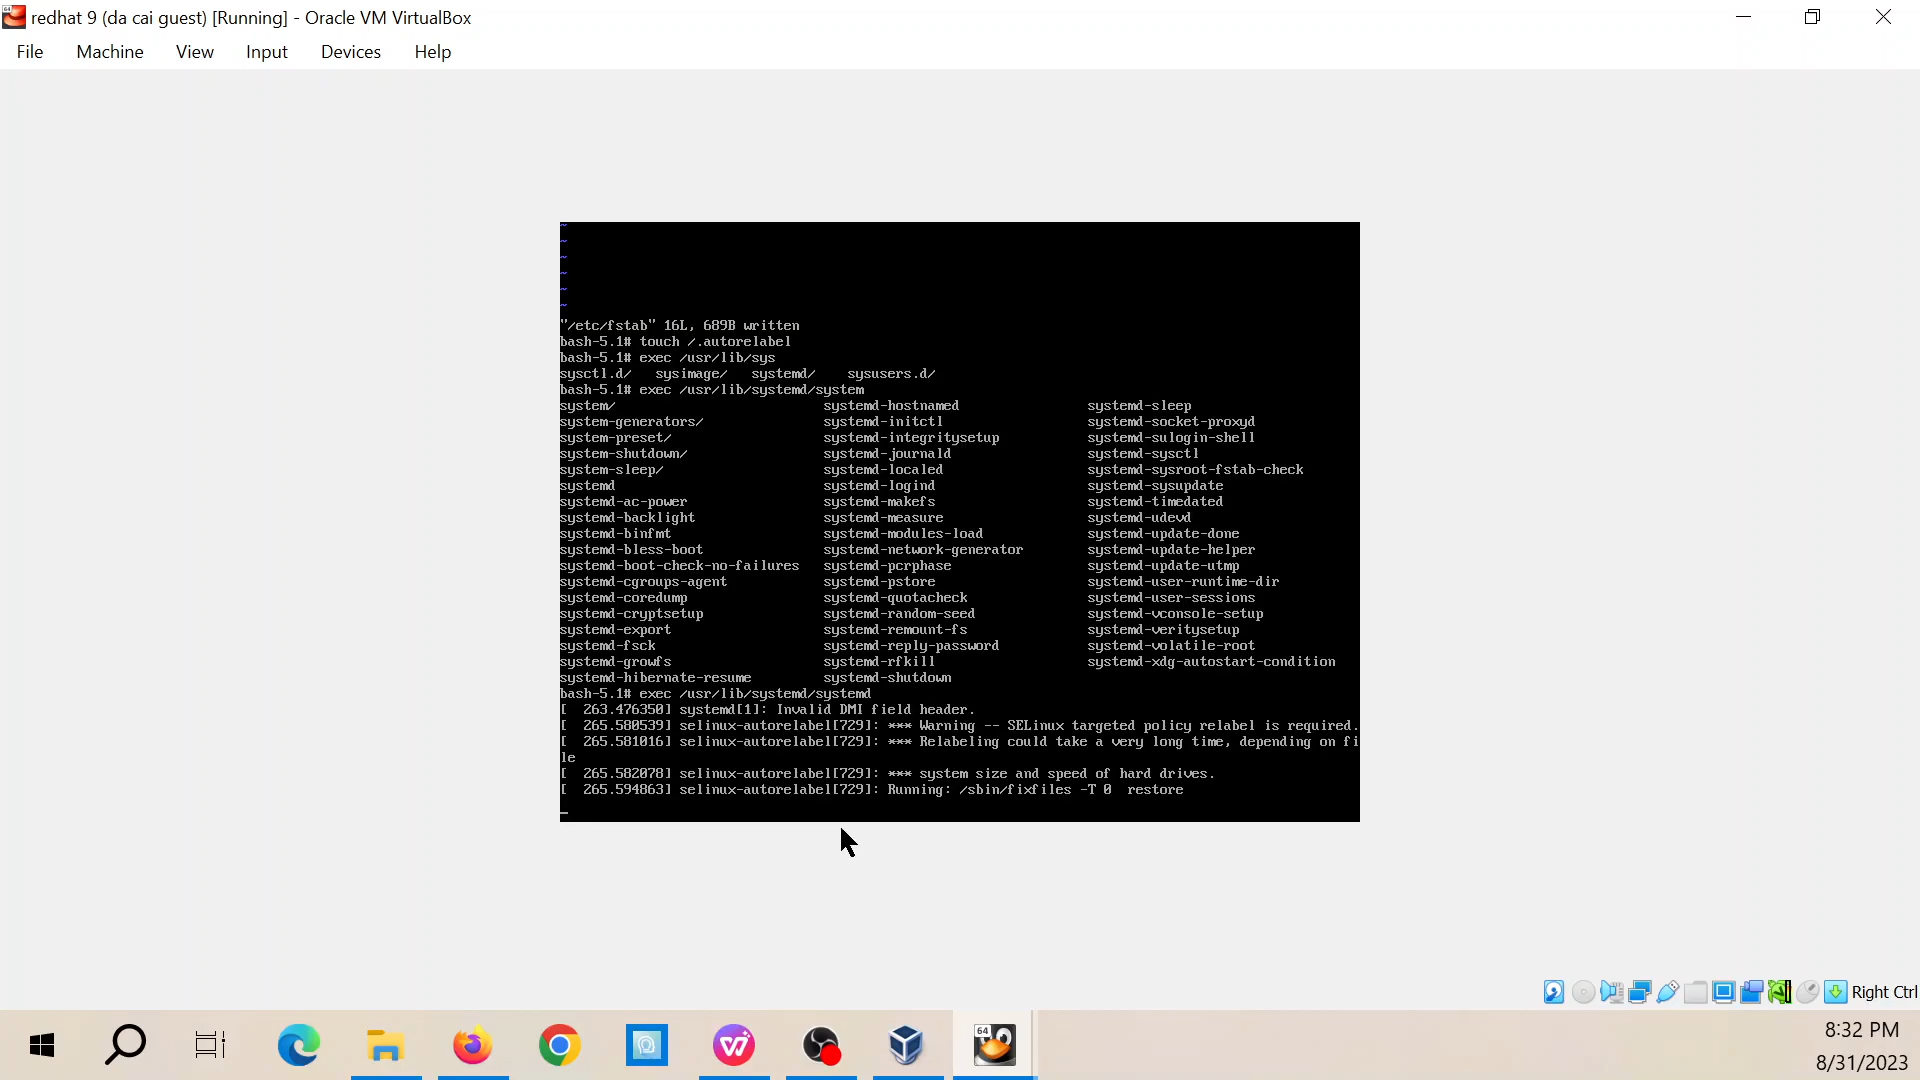 redhat 9 (da cai guest) [Running] - Oracle VM VirtualBox
File Machine View Input Devices Help
~
~
~
~
~
~
"/etc/fstab" 16L, 689B written
bash-5.1# touch /.autorelabel
bash-5.1# exec /usr/lib/sys
sysctl.d/ sysimage/ systemd/ sysusers.d/
bash-5.1# exec /usr/lib/systemd/system
system/ systemd-hostnamed systemd-sleep
system-generators/ systemd-initctl systemd-socket-proxyd
system-preset/ systemd-integritysetup systemd-sulogin-shell
system-shutdown/ systemd-journald systemd-sysctl
system-sleep/ systemd-localed systemd-sysroot-fstab-check
systemd systemd-logind systemd-sysupdate
systemd-ac-power systemd-makefs systemd-timedated
systemd-backlight systemd-measure systemd-udevd
systemd-binfmt systemd-modules-load systemd-update-done
systemd-bless-boot systemd-network-generator systemd-update-helper
systemd-boot-check-no-failures systemd-pcrphase systemd-update-utmp
systemd-cgroups-agent systemd-pstore systemd-user-runtime-dir
systemd-coredump systemd-quotacheck systemd-user-sessions
systemd-cryptsetup systemd-random-seed systemd-vconsole-setup
systemd-export systemd-remount-fs systemd-veritysetup
systemd-fsck systemd-reply-password systemd-volatile-root
systemd-growfs systemd-rfkill systemd-xdg-autostart-condition
systemd-hibernate-resume systemd-shutdown
bash-5.1# exec /usr/lib/systemd/systemd
[ 263.476350] systemd[1]: Invalid DMI field header.
[ 265.580539] selinux-autorelabel[729]: *** Warning -- SELinux targeted policy relabel is required.
[ 265.581016] selinux-autorelabel[729]: *** Relabeling could take a very long time, depending on fi
le
[ 265.582078] selinux-autorelabel[729]: *** system size and speed of hard drives.
[ 265.594863] selinux-autorelabel[729]: Running: /sbin/fixfiles -T 0 restore
Right Ctrl
64
8:32 PM
8/31/2023